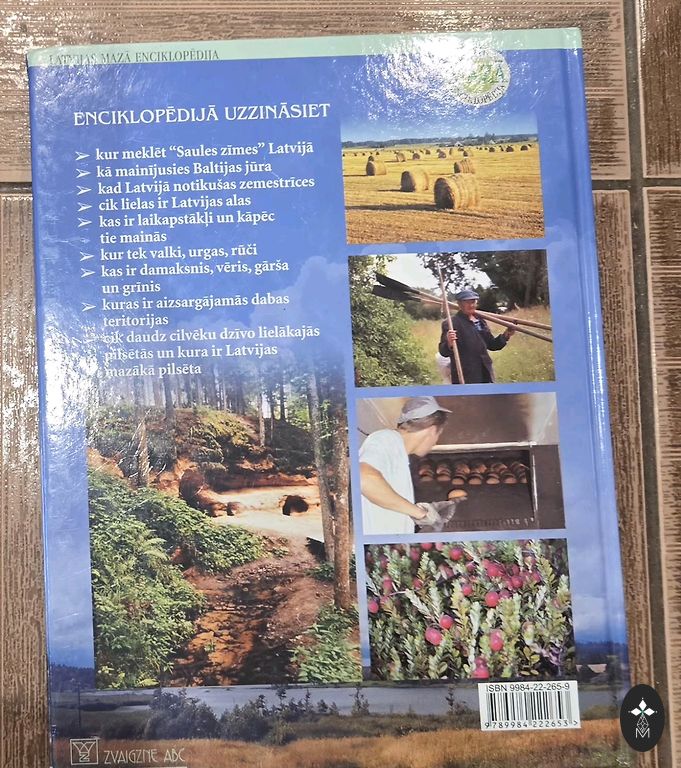 LATVIJAS MAZĀ ENCIKLOPĒDIJA
ENCIKLOPĒDIJĀ UZZINĀSIET
kur meklēt “Saules zīmes” Latvijā
kā mainījusies Baltijas jūra
kad Latvijā notikušas zemestrīces
cik lielas ir Latvijas alas
kas ir laikapstākļi un kāpēc
tie mainās
kur tek valki, urgas, rūči
kas ir damaksnis, vēris, gārša
un grīnis
kuras ir aizsargājamās dabas
teritorijas
cik daudz cilvēku dzīvo lielākajās
pilsētās un kura ir Latvijas
mazākā pilsēta
ISBN 9984-22-265-9
9789984222653
ZVAIGZNE ABC